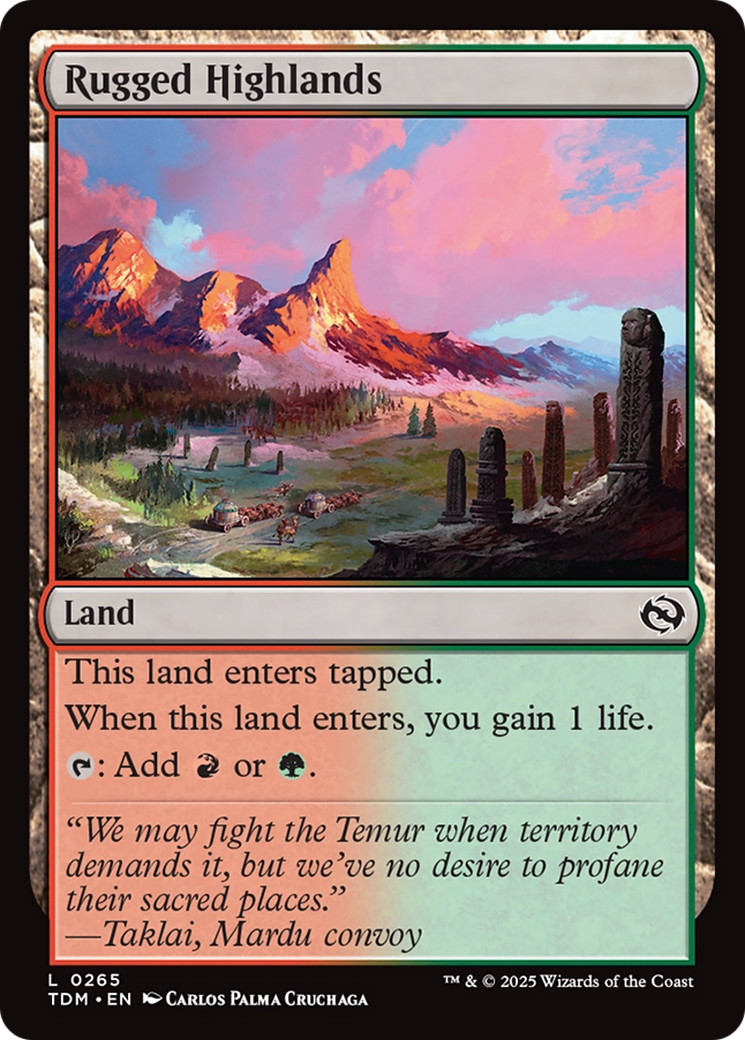 Rugged Highlands
Land
This land enters tapped.
When this land enters, you gain 1 life.
: Add or .
“We may fight the Temur when territory
demands it, but we’ve no desire to profane
their sacred places.”
—Taklai, Mardu convoy
L 0265
™ & © 2025 Wizards of the Coast
TDM • EN Carlos Palma Cruchaga